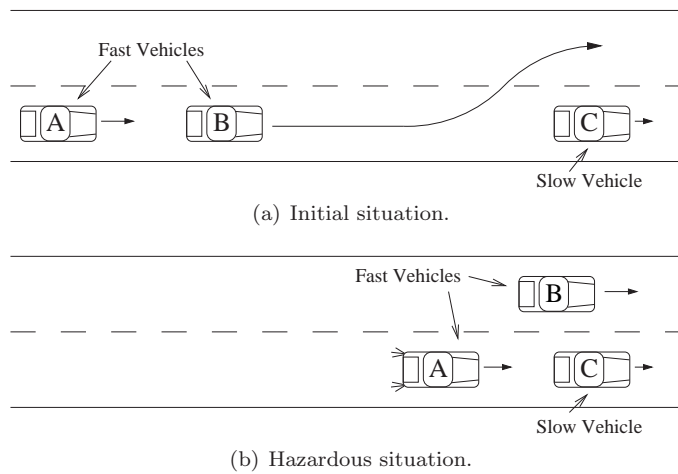 Fast Vehicles
A
B
C
Slow Vehicle
(a) Initial situation.
Fast Vehicles
B
A
C
Slow Vehicle
(b) Hazardous situation.